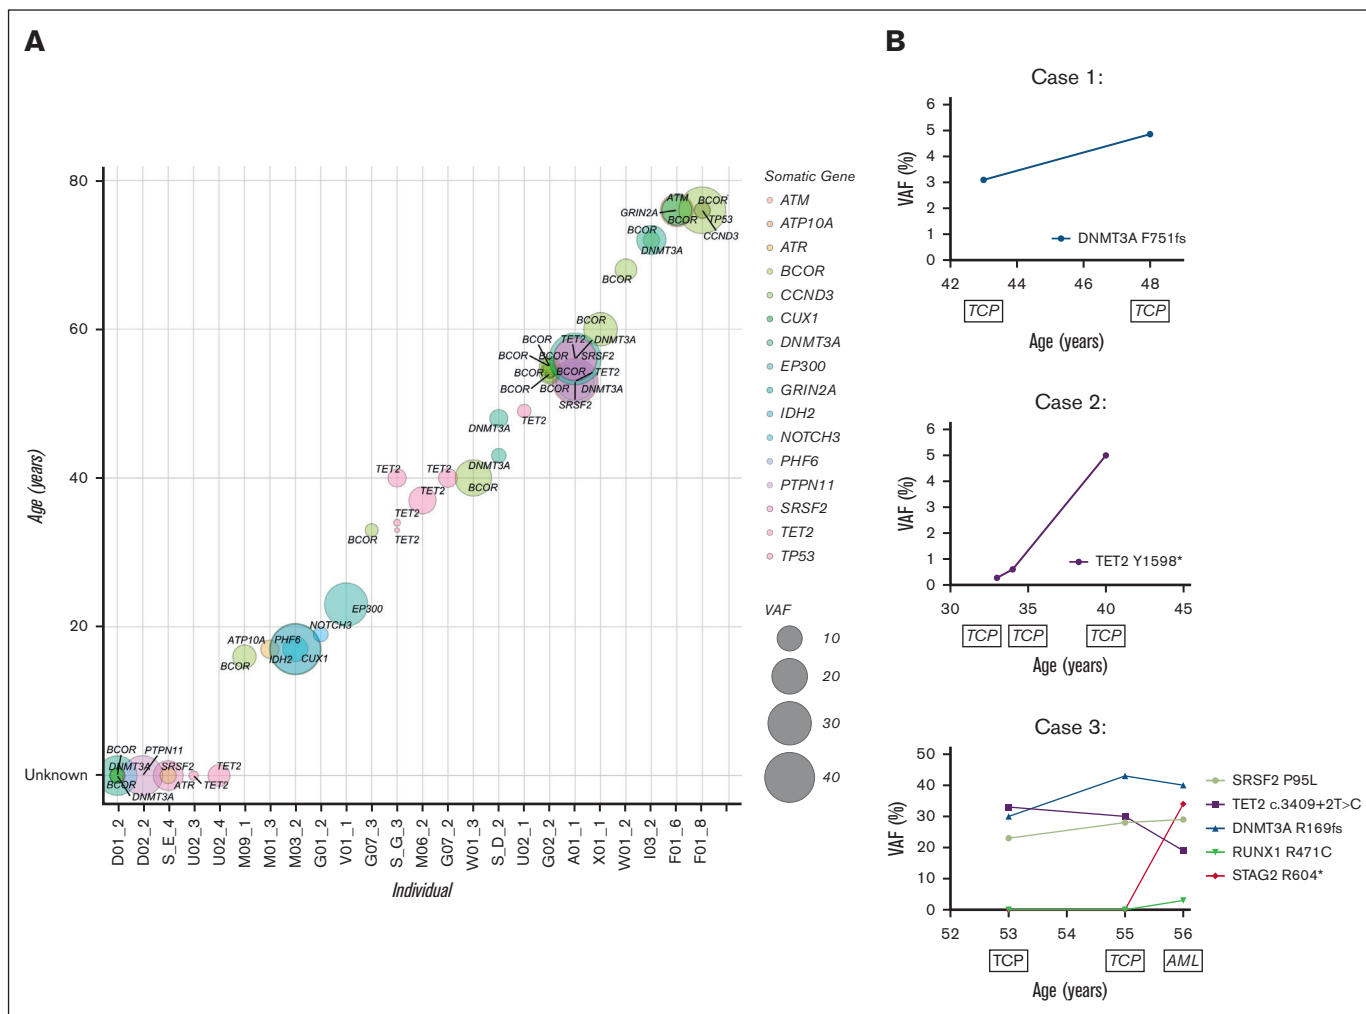 A
80
60
40
20
Unknown
Age (years)
ATM
BCOR
GRIN2A
BCOR
TP53
CCND3
BCOR
DNMT3A
BCOR
BCOR
BCOR
TET2
DNMT3A
BCOR
BCOR
SRSF2
BCOR
BCOR
TET2
BCOR
BCOR
DNMT3A
SRSF2
TET2
DNMT3A
TET2
TET2
DNMT3A
TET2
BCOR
TET2
BCOR
TET2
EP300
NOTCH3
ATP10A
PHF6
BCOR
IDH2
CUX1
BCOR
PTPN11
DNMT3A
SRSF2
TET2
BCOR
ATR
TET2
DNMT3A
D01_2
D02_2
S_E_4
U02_3
U02_4
M09_1
M01_3
M03_2
G01_2
V01_1
G07_3
S_G_3
M06_2
G07_2
W01_3
S_D_2
U02_1
G02_2
A01_1
X01_1
W01_2
I03_2
F01_6
F01_8
Individual
Somatic Gene
ATM
ATP10A
ATR
BCOR
CCND3
CUX1
DNMT3A
EP300
GRIN2A
IDH2
NOTCH3
PHF6
PTPN11
SRSF2
TET2
TP53
VAF
10
20
30
40
B
Case 1:
VAF (%)
6
5
4
3
2
1
0
DNMT3A F751fs
42 44 46 48
TCP TCP
Age (years)
Case 2:
VAF (%)
6
5
4
3
2
1
0
TET2 Y1598*
30 35 40 45
TCP TCP TCP
Age (years)
Case 3:
VAF (%)
50
40
30
20
10
0
SRSF2 P95L
TET2 c.3409+2T>C
DNMT3A R169fs
RUNX1 R471C
STAG2 R604*
52 53 54 55 56
TCP TCP AML
Age (years)